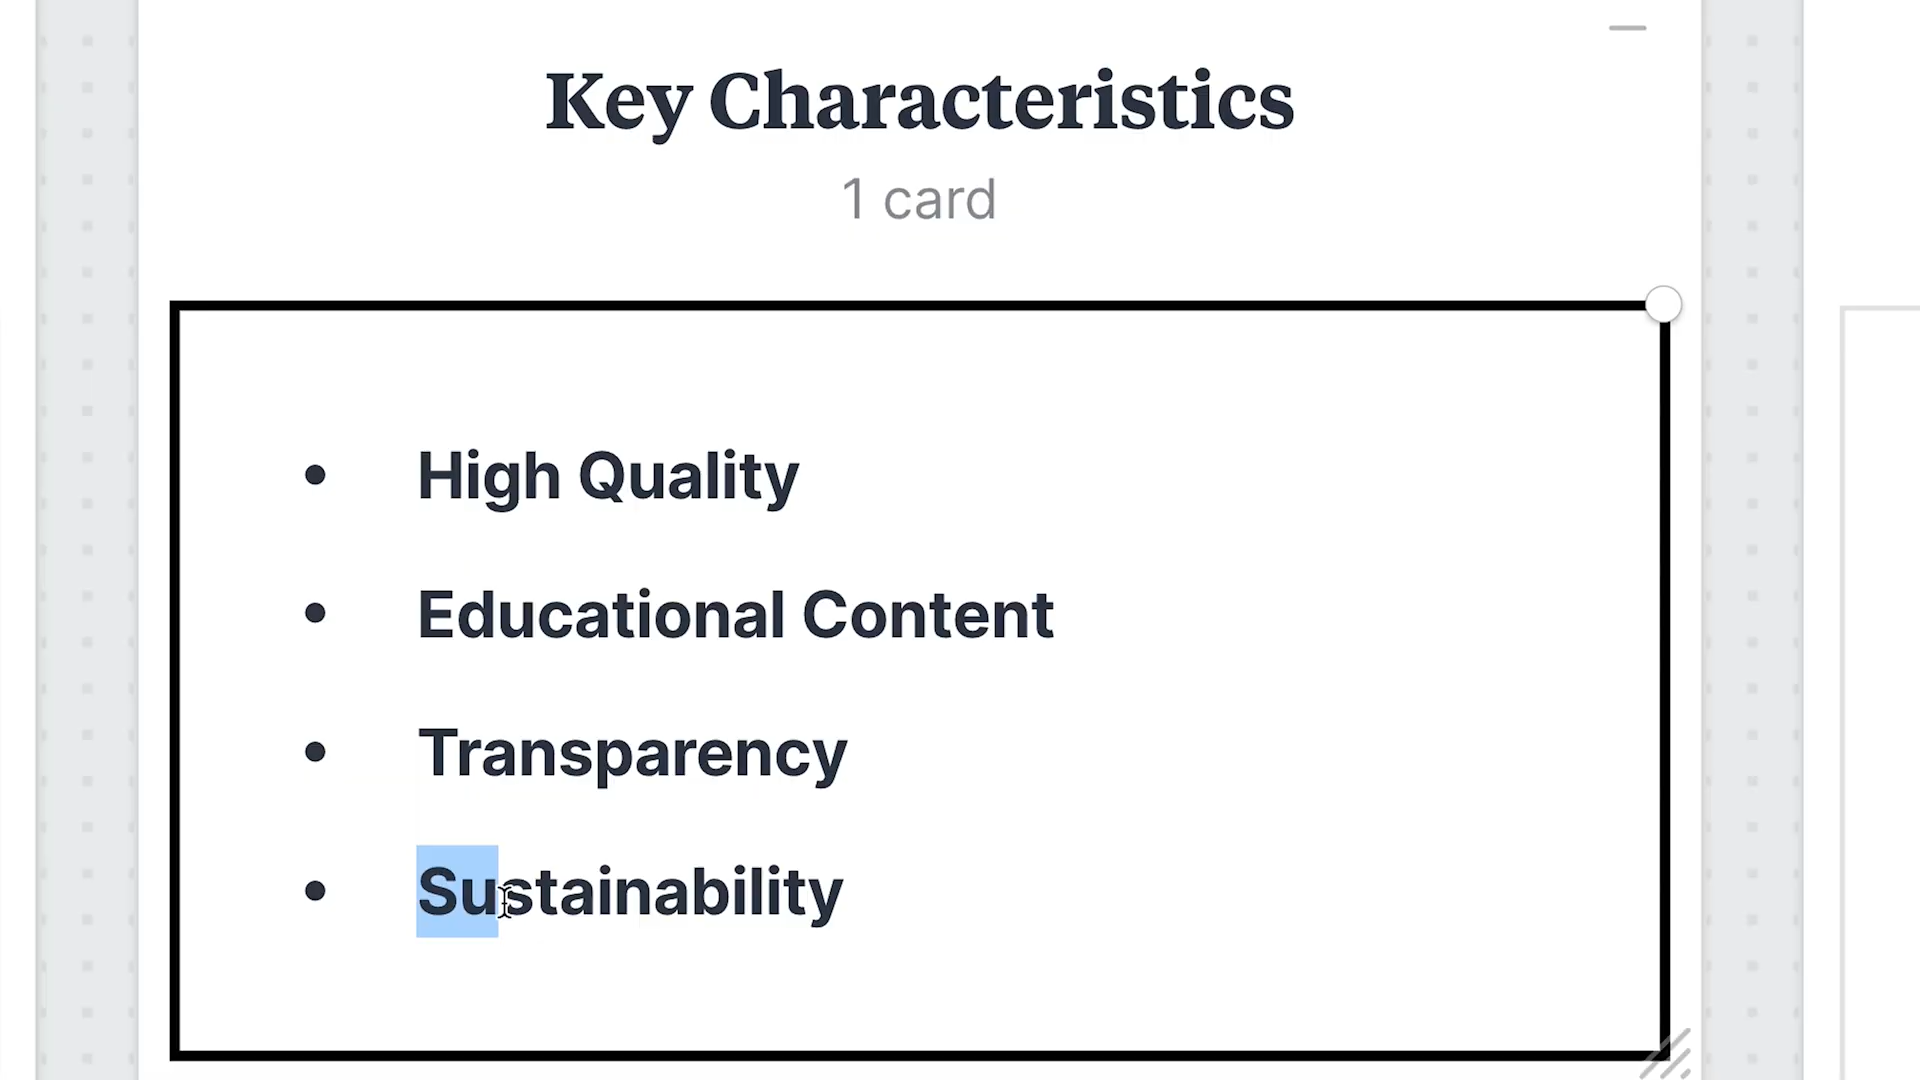 Key Characteristics
1 card
• High Quality
• Educational Content
• Transparency
• Sustainability